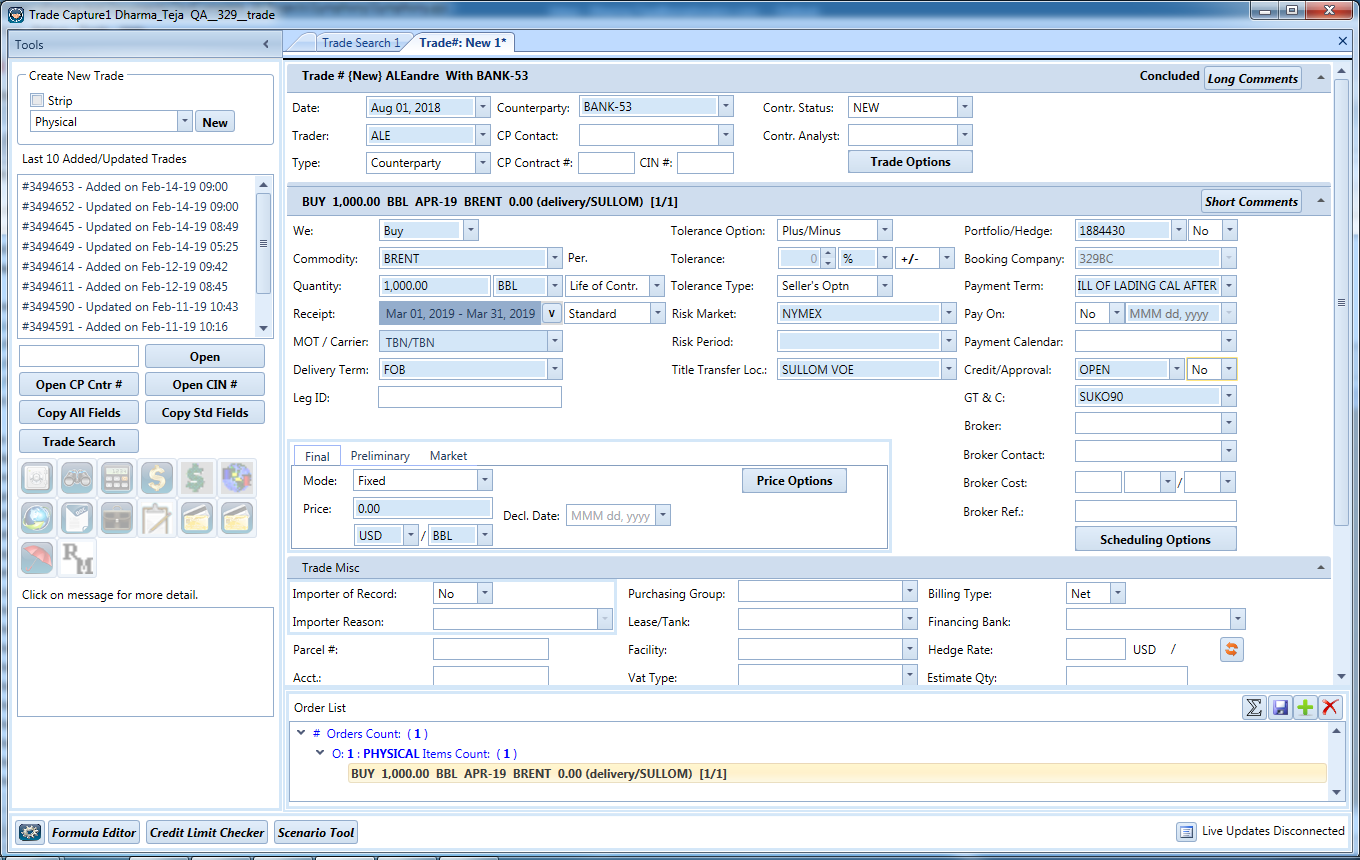 Trade Capture1 Dharma_Teja QA__329__trade
Tools
Trade Search 1
Trade#: New 1*
Create New Trade
Strip
Physical
New
Last 10 Added/Updated Trades
#3494653 - Added on Feb-14-19 09:00
#3494652 - Updated on Feb-14-19 09:00
#3494645 - Updated on Feb-14-19 08:49
#3494649 - Updated on Feb-14-19 05:25
#3494614 - Added on Feb-12-19 09:42
#3494611 - Added on Feb-12-19 08:45
#3494590 - Updated on Feb-11-19 10:43
#3494591 - Added on Feb-11-19 10:16
Open
Open CP Cntr #
Open CIN #
Copy All Fields
Copy Std Fields
Trade Search
RM
Click on message for more detail.
Trade # {New} ALEandre With BANK-53
Concluded
Long Comments
Date: Aug 01, 2018 Counterparty: BANK-53 Contr. Status: NEW
Trader: ALE CP Contact: Contr. Analyst:
Type: Counterparty CP Contract #: CIN #: Trade Options
BUY 1,000.00 BBL APR-19 BRENT 0.00 (delivery/SULLOM) [1/1]
Short Comments
We: Buy Tolerance Option: Plus/Minus Portfolio/Hedge: 1884430 No
Commodity: BRENT Per. Tolerance: 0 % +/- Booking Company: 329BC
Quantity: 1,000.00 BBL Life of Contr. Tolerance Type: Seller's Optn Payment Term: ILL OF LADING CAL AFTER
Receipt: Mar 01, 2019 - Mar 31, 2019 v Standard Risk Market: NYMEX Pay On: No MMM dd, yyyy
MOT / Carrier: TBN/TBN Risk Period: Payment Calendar:
Delivery Term: FOB Title Transfer Loc.: SULLOM VOE Credit/Approval: OPEN No
Leg ID: GT & C: SUKO90
Broker:
Broker Contact:
Broker Cost: /
Broker Ref.:
Scheduling Options
Final Preliminary Market
Mode: Fixed Price Options
Price: 0.00 Decl. Date: MMM dd, yyyy
USD / BBL
Trade Misc
Importer of Record: No Purchasing Group: Billing Type: Net
Importer Reason: Lease/Tank: Financing Bank:
Parcel #: Facility: Hedge Rate: USD /
Acct.: Vat Type: Estimate Qty:
Order List
# Orders Count: ( 1 )
O: 1 : PHYSICAL Items Count: ( 1 )
BUY 1,000.00 BBL APR-19 BRENT 0.00 (delivery/SULLOM) [1/1]
Formula Editor
Credit Limit Checker
Scenario Tool
Live Updates Disconnected